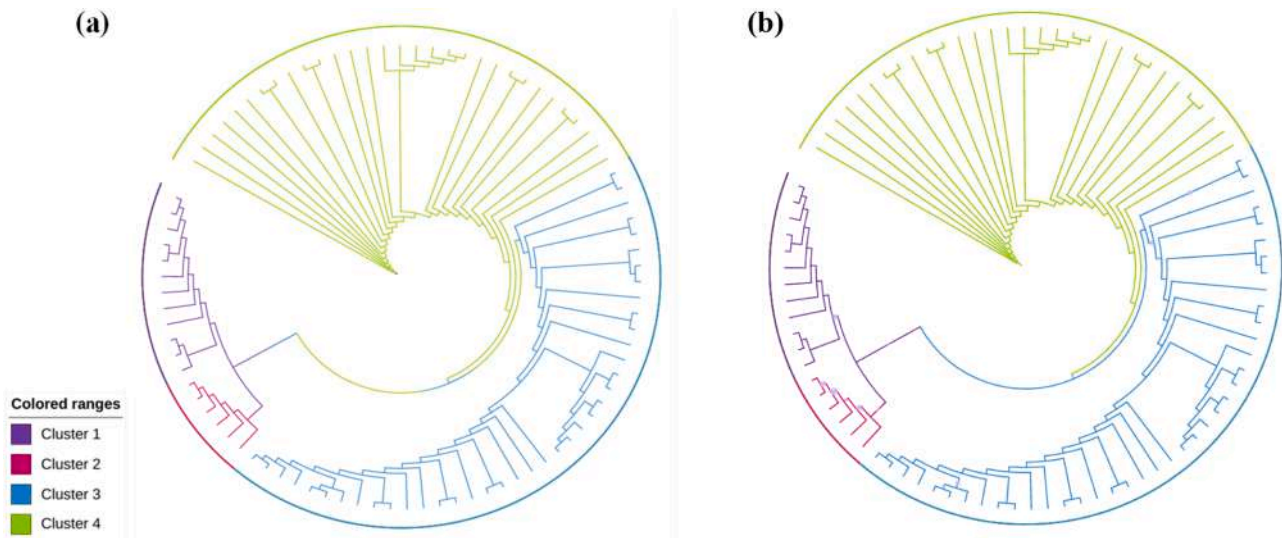 (a)
(b)
Colored ranges
Cluster 1
Cluster 2
Cluster 3
Cluster 4